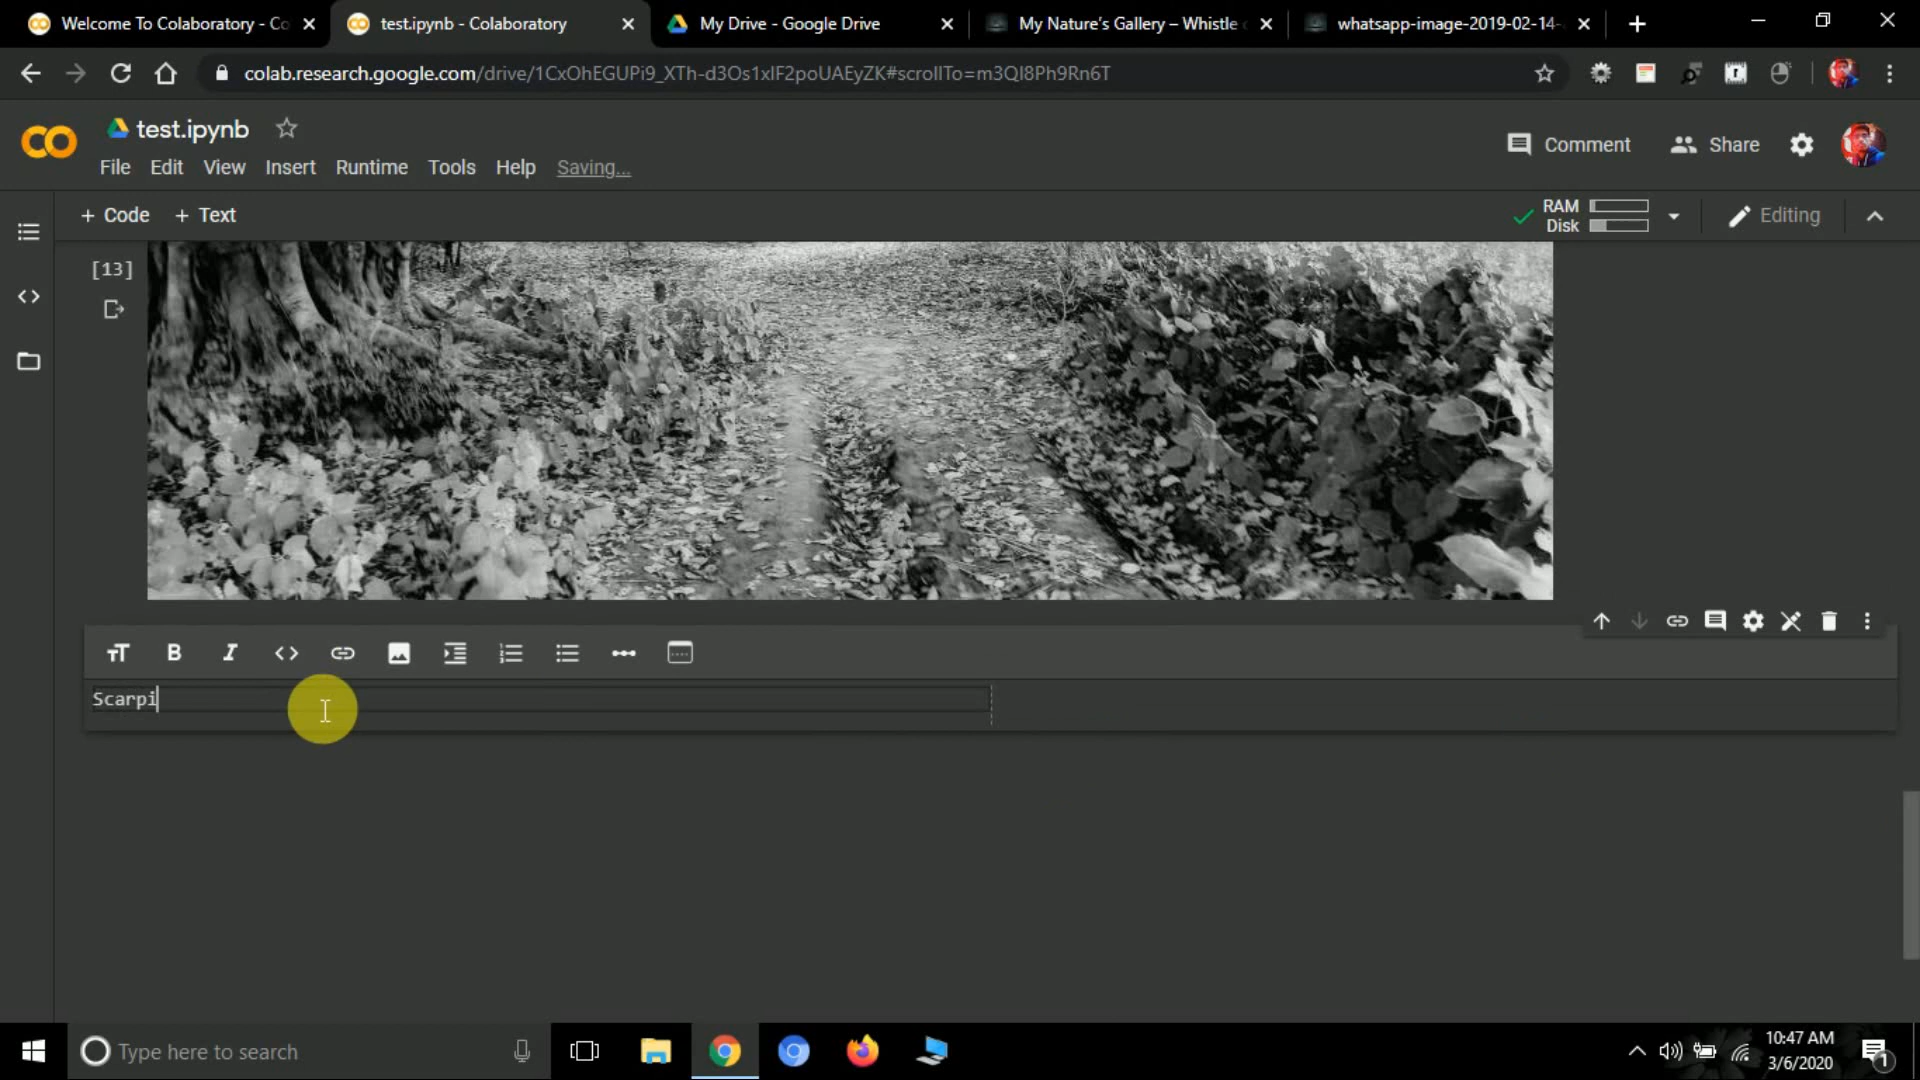 Welcome To Colaboratory - Co
test.ipynb - Colaboratory
My Drive - Google Drive
My Nature's Gallery – Whistle
whatsapp-image-2019-02-14-
colab.research.google.com/drive/1CxOhEGUPi9_XTh-d3Os1xIF2poUAEyZK#scrollTo=m3QI8Ph9Rn6T
test.ipynb
Comment
Share
File Edit View Insert Runtime Tools Help Saving...
+ Code + Text
RAM
Disk
Editing
[13]
Scarpi
Type here to search
10:47 AM
3/6/2020
1